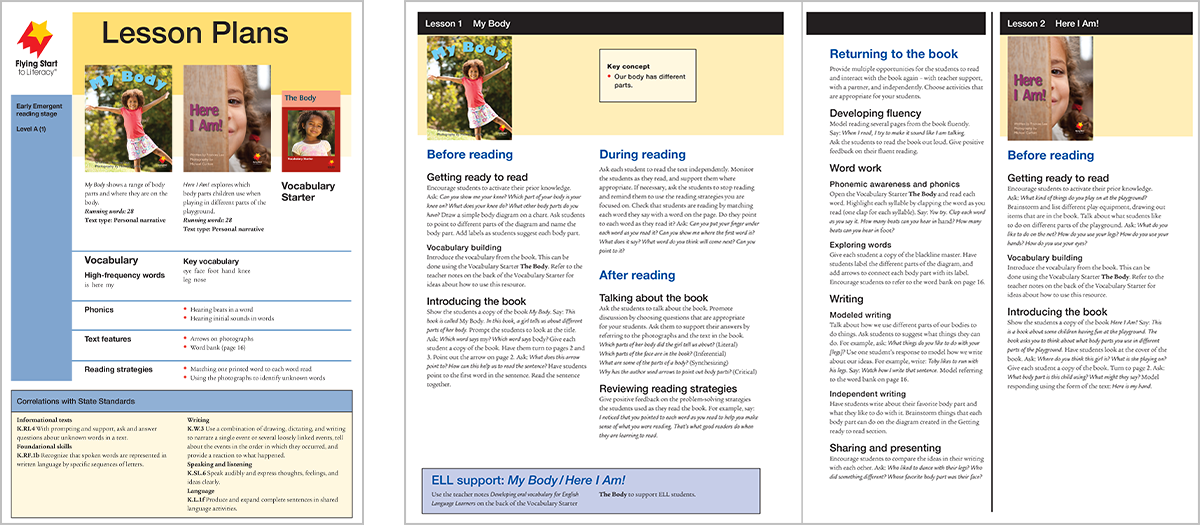 Lesson Plans
Flying Start
to Literacy™
My Body
Here
I Am!
The Body
Vocabulary Starter
Early Emergent
reading stage
Level A (1)
My Body shows a range of body
parts and where they are on the
body.
Running words: 28
Text type: Personal narrative
Here I Am! explores which
body parts children use when
playing in different parts of the
playground.
Running words: 28
Text type: Personal narrative
Vocabulary
Starter
Vocabulary
High-frequency words
is here my
Key vocabulary
eye face foot hand knee
leg nose
Phonics
• Hearing beats in a word
• Hearing initial sounds in words
Text features
• Arrows on photographs
• Word bank (page 16)
Reading strategies
• Matching one printed word to each word read
• Using the photographs to identify unknown words
Correlations with State Standards
Informational texts
K.RI.4 With prompting and support, ask and answer
questions about unknown words in a text.
Foundational skills
K.RF.1b Recognize that spoken words are represented in
written language by specific sequences of letters.
Writing
K.W.3 Use a combination of drawing, dictating, and writing
to narrate a single event or several loosely linked events, tell
about the events in the order in which they occurred, and
provide a reaction to what happened.
Speaking and listening
K.SL.6 Speak audibly and express thoughts, feelings, and
ideas clearly.
Language
K.L.1f Produce and expand complete sentences in shared
language activities.
Lesson 1 My Body
My Body
Key concept
• Our body has different
parts.
Before reading
Getting ready to read
Encourage students to activate their prior knowledge.
Ask: Can you show me your knee? Which part of your body is your
knee on? What does your knee do? What other body parts do you
have? Draw a simple body diagram on a chart. Ask students
to point to different parts of the diagram and name the
body part. Add labels as students suggest each body part.
Vocabulary building
Introduce the vocabulary from the book. This can be
done using the Vocabulary Starter The Body. Refer to the
teacher notes on the back of the Vocabulary Starter for
ideas about how to use this resource.
Introducing the book
Show the students a copy of the book My Body. Say: This
book is called My Body. In this book, a girl tells us about different
parts of her body. Prompt the students to look at the title.
Ask: Which word says my? Which word says body? Give each
student a copy of the book. Have them turn to pages 2 and
3. Point out the arrow on page 2. Ask: What does this arrow
point to? How can this help us to read the sentence? Have students
point to the first word in the sentence. Read the sentence
together.
During reading
Ask each student to read the text independently. Monitor
the students as they read, and support them where
appropriate. If necessary, ask the students to stop reading
and remind them to use the reading strategies you are
focused on. Check that students are reading by matching
each word they say with a word on the page. Do they point
to each word as they read it? Ask: Can you put your finger under
each word as you read it? Can you show me where the first word is?
What does it say? What word do you think will come next? Can you
point to it?
After reading
Talking about the book
Ask the students to talk about the book. Promote
discussion by choosing questions that are appropriate
for your students. Ask them to support their answers by
referring to the photographs or the text in the book.
Which parts of her body did the girl tell us about? (Literal)
Which parts of the face are in the book? (Inferential)
What are some of the parts of a body? (Synthesizing)
Why has the author used arrows to point out body parts? (Critical)
Reviewing reading strategies
Give positive feedback on the problem-solving strategies
the students used as they read the book. For example, say:
I noticed that you pointed to each word as you read to help you make
sense of what you were reading. That's what good readers do when
they are learning to read.
ELL support: My Body/Here I Am!
Use the teacher notes Developing oral vocabulary for English
Language Learners on the back of the Vocabulary Starter
The Body to support ELL students.
Returning to the book
Provide multiple opportunities for the students to read
and interact with the book again – with teacher support,
with a partner, and independently. Choose activities that
are appropriate for your students.
Developing fluency
Model reading several pages from the book fluently.
Say: When I read, I try to make it sound like I am talking.
Ask the students to read the book out loud. Give positive
feedback on their fluent reading.
Word work
Phonemic awareness and phonics
Open the Vocabulary Starter The Body and read each
word. Highlight each syllable by clapping the word as you
read (one clap for each syllable). Say: You try. Clap each word
as you say it. How many beats can you hear in hand? How many
beats can you hear in foot?
Exploring words
Give each student a copy of the blackline master. Have
students label the different parts of the diagram, and
add arrows to connect each body part with its label.
Encourage students to refer to the word bank on page 16.
Writing
Modeled writing
Talk about how we use different parts of our bodies to
do things. Ask students to suggest what things they can
do. For example, ask: What things do you like to do with your
[legs]? Use one student's response to model how we write
about our ideas. For example, write: Toby likes to run with
his legs. Say: Watch how I write that sentence. Model referring
to the word bank on page 16.
Independent writing
Have students write about their favorite body part and
what they like to do with it. Brainstorm things that each
body part can do on the diagram created in the Getting
ready to read section.
Sharing and presenting
Encourage students to compare the ideas in their writing
with each other. Ask: Who liked to dance with their legs? Who
did something different? Whose favorite body part was their face?
Lesson 2 Here I Am!
Here
I Am!
Before reading
Getting ready to read
Encourage students to activate their prior knowledge.
Ask: What kind of things do you play on at the playground?
Brainstorm and list different play equipment, drawing out
items that are in the book. Talk about what students like
to do on different parts of the playground. Ask: What do you
like to do on the net? How do you use your legs? How do you use your
hands? How do you use your eyes?
Vocabulary building
Introduce the vocabulary from the book. This can be
done using the Vocabulary Starter The Body. Refer to the
teacher notes on the back of the Vocabulary Starter for
ideas about how to use this resource.
Introducing the book
Show the students a copy of the book Here I Am! Say: This
is a book about some children having fun at the playground. The
book asks you to think about what body parts you use in different
parts of the playground. Have students look at the cover of
the book. Ask: Where do you think this girl is? What is she playing on?
Give each student a copy of the book. Turn to page 2. Ask:
What body part is this child using? What might they say? Model
responding using the form of the text: Here is my hand.